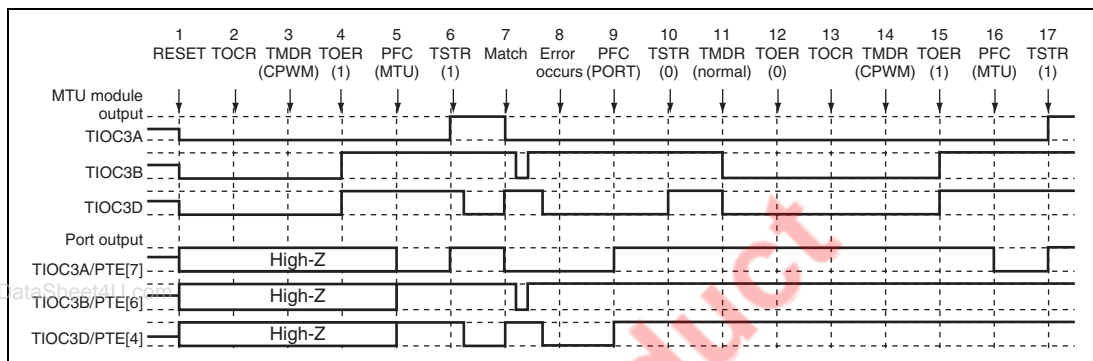 1 2 3 4 5 6 7 8 9 10 11 12 13 14 15 16 17
RESET TOCR TMDR TOER PFC TSTR Match Error PFC TSTR TMDR TOER TOCR TMDR TOER PFC TSTR
(CPWM) (1) (MTU) (1) occurs (PORT) (0) (normal) (0) (CPWM) (1) (MTU) (1)
MTU module
output
TIOC3A
TIOC3B
TIOC3D
Port output
TIOC3A/PTE[7] High-Z
DataSheet4U.com
TIOC3B/PTE[6] High-Z
TIOC3D/PTE[4] High-Z
duct